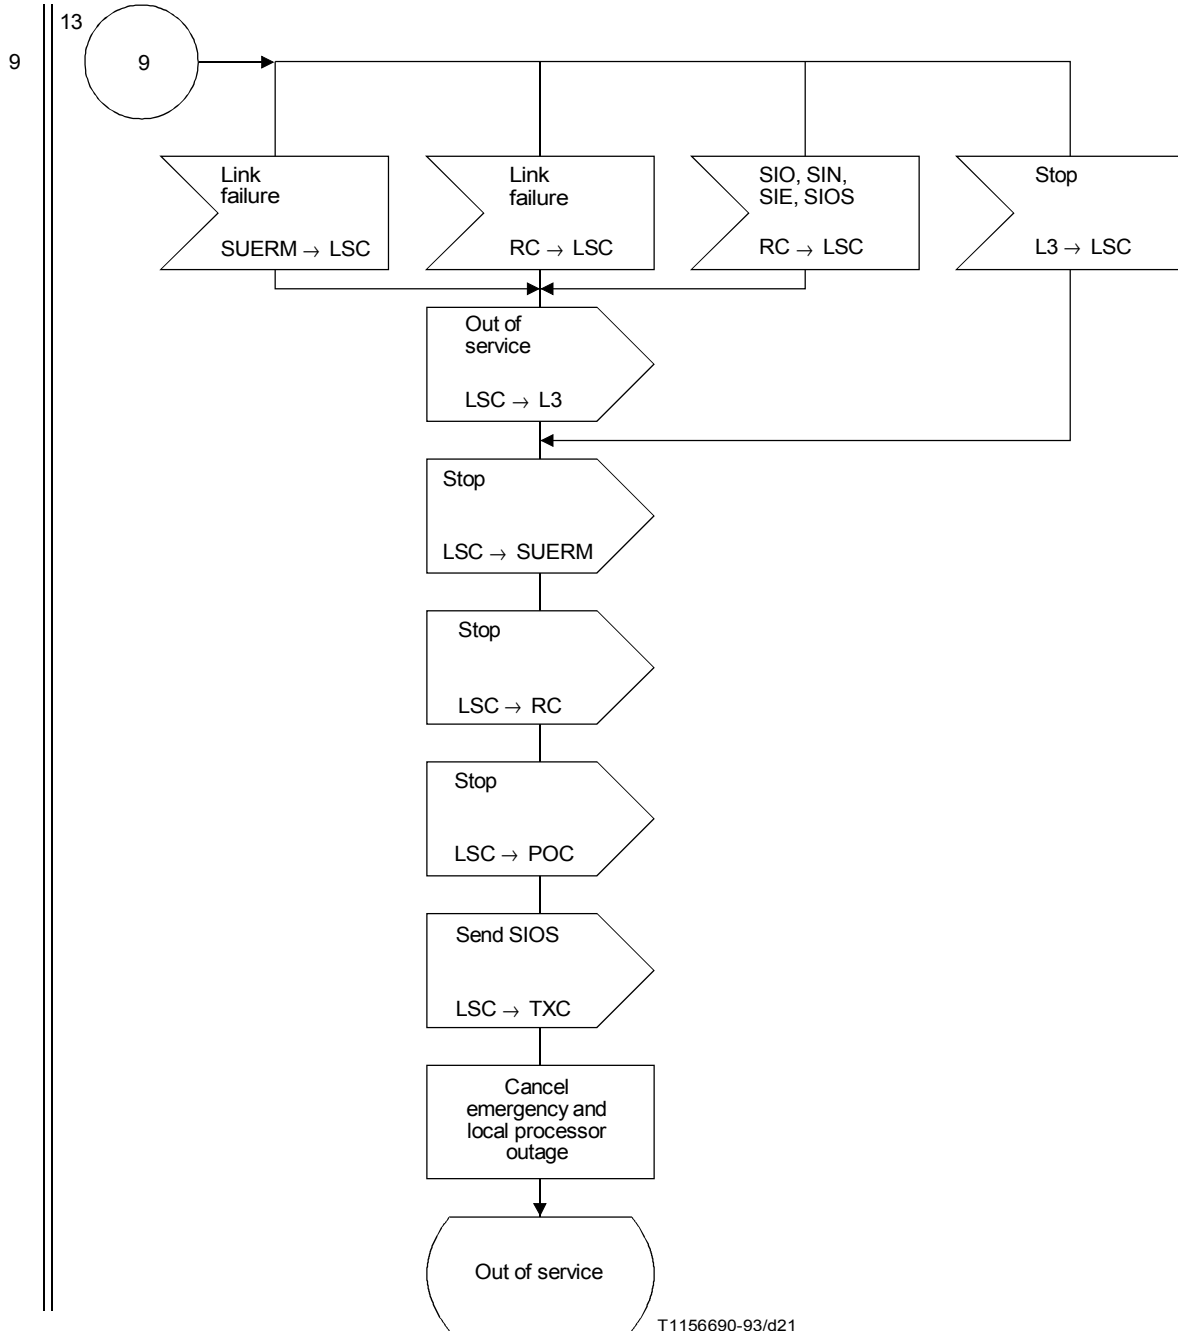 13
9
9
Link
failure
SUERM → LSC
Link
failure
RC → LSC
SIO, SIN,
SIE, SIOS
RC → LSC
Stop
L3 → LSC
Out of
service
LSC → L3
Stop
LSC → SUERM
Stop
LSC → RC
Stop
LSC → POC
Send SIOS
LSC → TXC
Cancel
emergency and
local processor
outage
Out of service
T1156690-93/d21